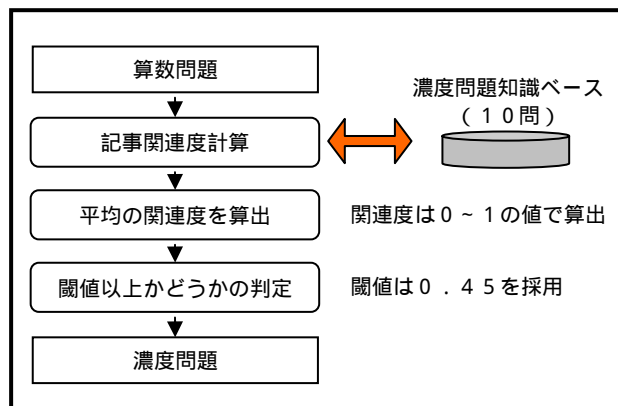 算数問題
濃度問題知識ベース
（１０問）
記事関連度計算
平均の関連度を算出
関連度は０～１の値で算出
閾値以上かどうかの判定
閾値は０．４５を採用
濃度問題